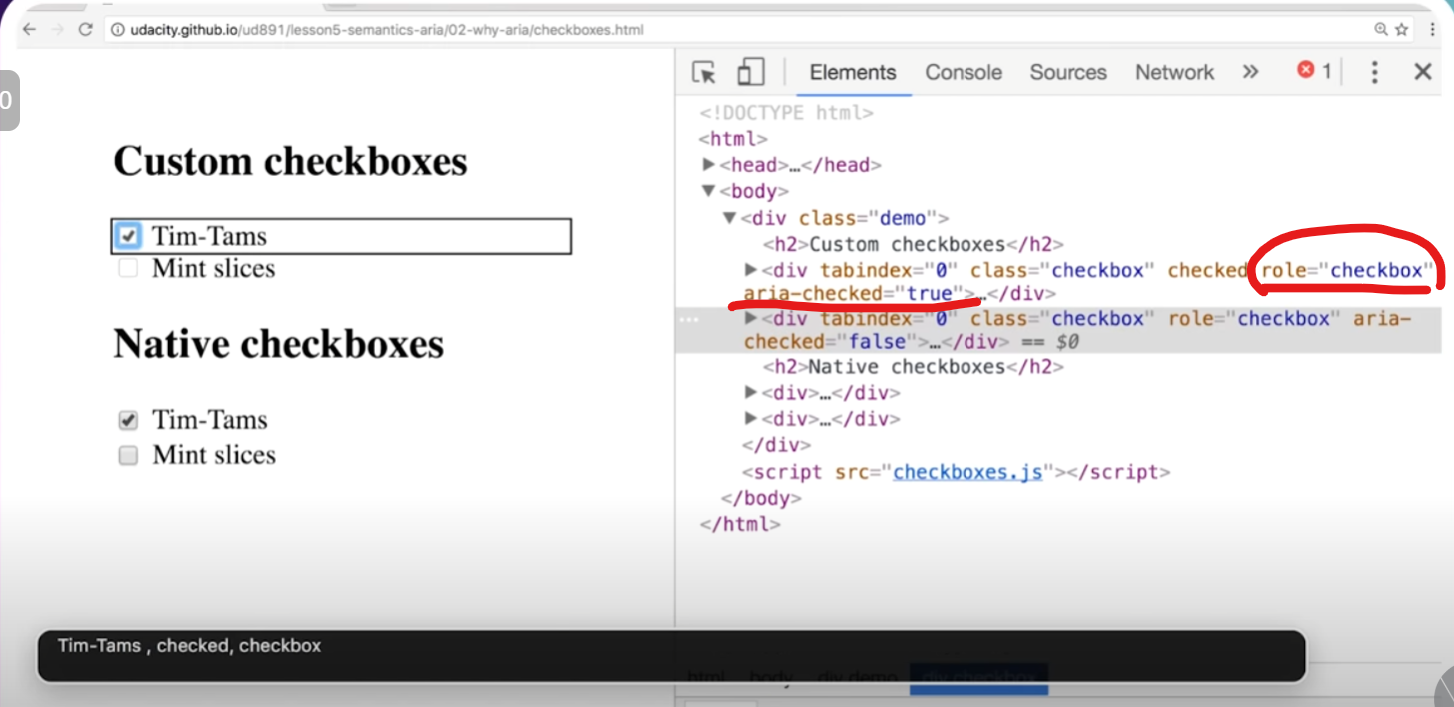 udacity.github.io/ud891/lesson5-semantics-aria/02-why-aria/checkboxes.html
0
Custom checkboxes
Tim-Tams
Mint slices
Native checkboxes
Tim-Tams
Mint slices
Elements Console Sources Network » 1
<!DOCTYPE html>
<html>
▶<head>…</head>
▼<body>
▼<div class="demo">
<h2>Custom checkboxes</h2>
▶<div tabindex="0" class="checkbox" checked role="checkbox"
aria-checked="true">…</div>
… ▶<div tabindex="0" class="checkbox" role="checkbox" aria-
checked="false">…</div> == $0
<h2>Native checkboxes</h2>
▶<div>…</div>
▶<div>…</div>
</div>
<script src="checkboxes.js"></script>
</body>
</html>
Tim-Tams , checked, checkbox
html body div.demo div.checkbox